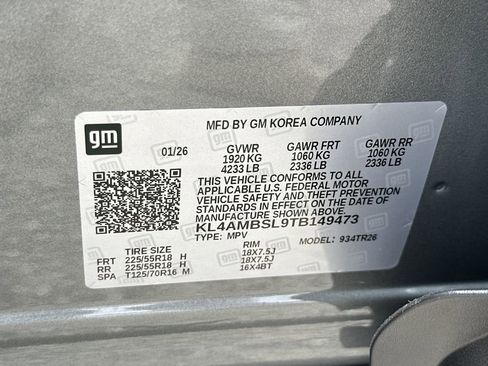 gm
MFD BY GM KOREA COMPANY
01/26 GVWR GAWR FRT GAWR RR
1920 KG 1060 KG 1060 KG
4233 LB 2336 LB 2336 LB
THIS VEHICLE CONFORMS TO ALL
APPLICABLE U.S. FEDERAL MOTOR
VEHICLE SAFETY AND THEFT PREVENTION
STANDARDS IN EFFECT ON THE DATE
OF MANUFACTURE SHOWN ABOVE.
KL4AMBSL9TB149473
TYPE: MPV MODEL: 934TR26
TIRE SIZE RIM
FRT 225/55R18 H 18X7.5J
RR 225/55R18 H 18X7.5J
SPA T125/70R16 M 16X4BT